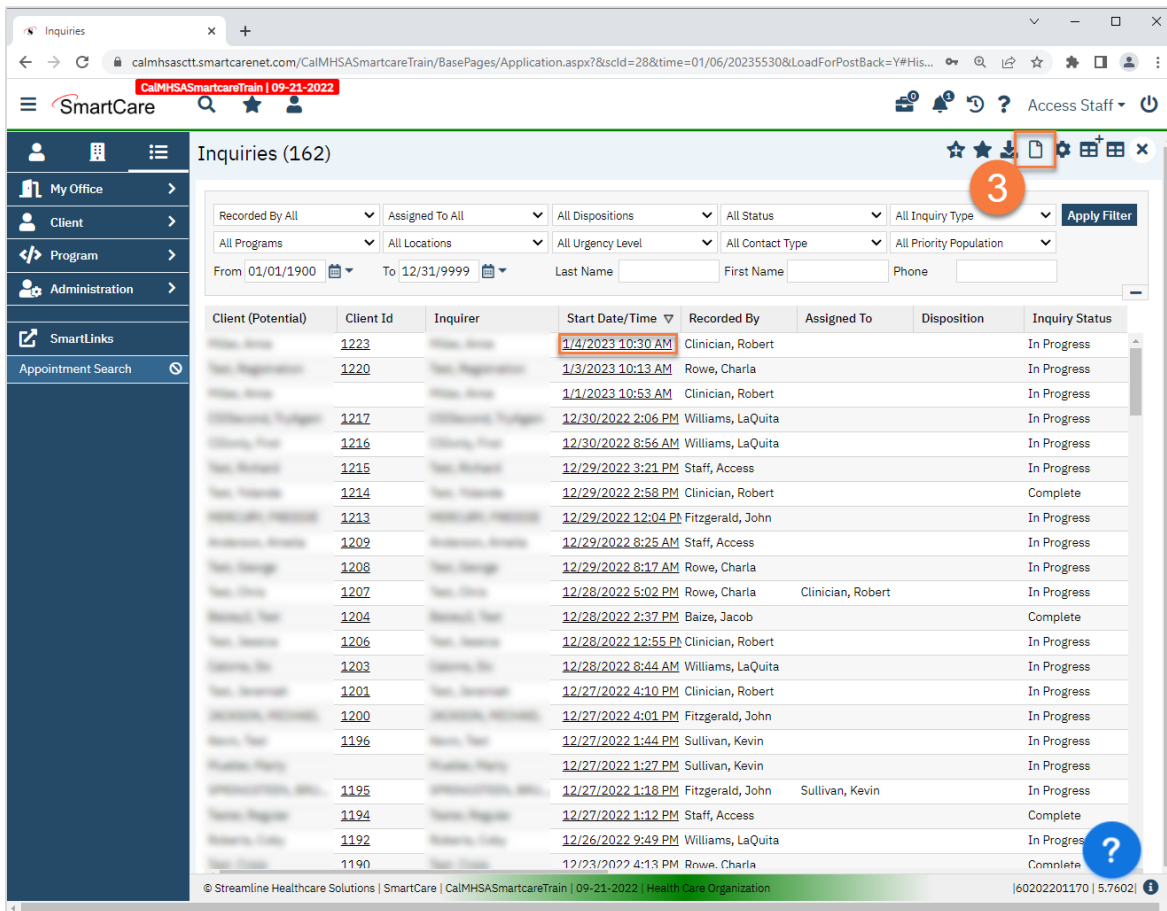 Inquiries
calmhsasctt.smartcarenet.com/CalMHSASmartcareTrain/BasePages/Application.aspx?&scId=28&time=01/06/20235530&LoadForPostBack=Y#His...
CalMHSASmartcareTrain | 09-21-2022
SmartCare
0
1
Access Staff
Inquiries (162)
3
My Office
Client
Program
Administration
SmartLinks
Appointment Search
Recorded By All Assigned To All All Dispositions All Status All Inquiry Type Apply Filter
All Programs All Locations All Urgency Level All Contact Type All Priority Population
From 01/01/1900 To 12/31/9999 Last Name First Name Phone
Client (Potential) Client Id Inquirer Start Date/Time Recorded By Assigned To Disposition Inquiry Status
1223 1/4/2023 10:30 AM Clinician, Robert In Progress
1220 1/3/2023 10:13 AM Rowe, Charla In Progress
1/1/2023 10:53 AM Clinician, Robert In Progress
1217 12/30/2022 2:06 PM Williams, LaQuita In Progress
1216 12/30/2022 8:56 AM Williams, LaQuita In Progress
1215 12/29/2022 3:21 PM Staff, Access In Progress
1214 12/29/2022 2:58 PM Clinician, Robert Complete
1213 12/29/2022 12:04 PM Fitzgerald, John In Progress
1209 12/29/2022 8:25 AM Staff, Access In Progress
1208 12/29/2022 8:17 AM Rowe, Charla In Progress
1207 12/28/2022 5:02 PM Rowe, Charla Clinician, Robert In Progress
1204 12/28/2022 2:37 PM Baize, Jacob Complete
1206 12/28/2022 12:55 PM Clinician, Robert In Progress
1203 12/28/2022 8:44 AM Williams, LaQuita In Progress
1201 12/27/2022 4:10 PM Clinician, Robert In Progress
1200 12/27/2022 4:01 PM Fitzgerald, John In Progress
1196 12/27/2022 1:44 PM Sullivan, Kevin In Progress
12/27/2022 1:27 PM Sullivan, Kevin In Progress
1195 12/27/2022 1:18 PM Fitzgerald, John Sullivan, Kevin In Progress
1194 12/27/2022 1:12 PM Staff, Access Complete
1192 12/26/2022 9:49 PM Williams, LaQuita In Progres
1190 12/23/2022 4:13 PM Rowe, Charla Complete
© Streamline Healthcare Solutions | SmartCare | CalMHSASmartcareTrain | 09-21-2022 | Health Care Organization |60202201170 | 5.7602|